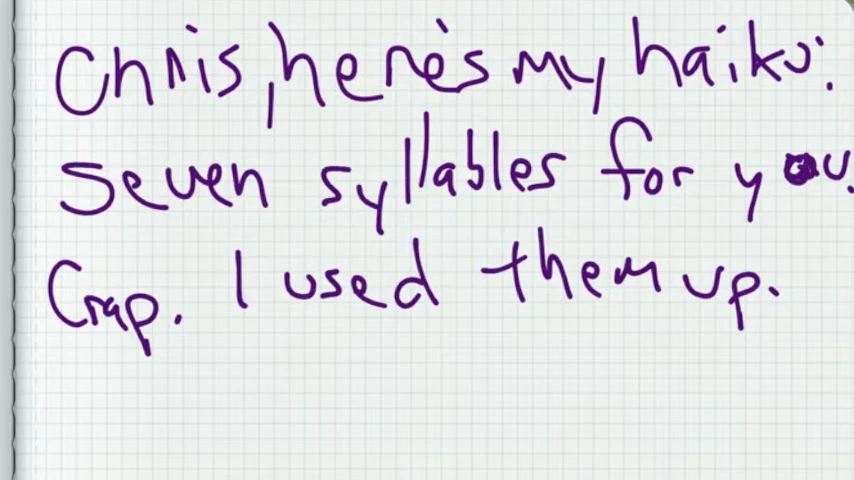 Chris, here's my haiku:
Seven syllables for you.
Crap. I used them up.